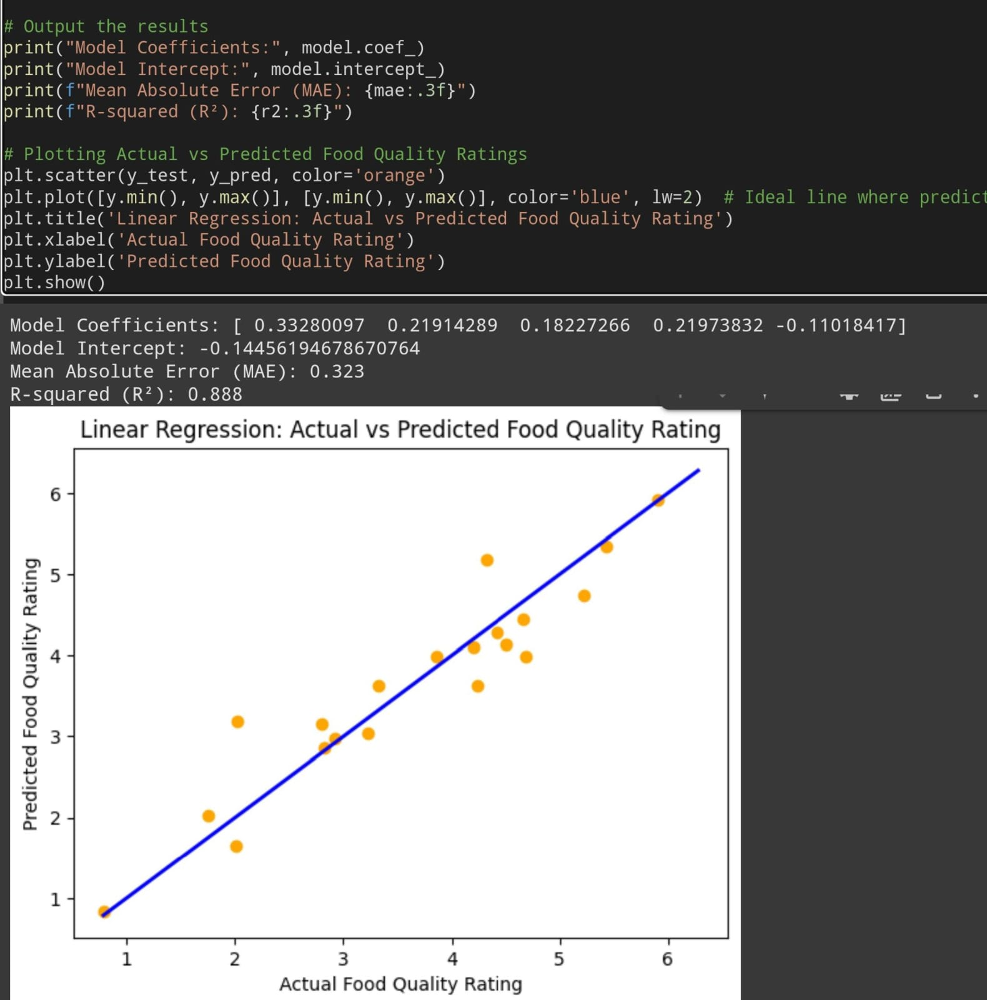 # Output the results
print("Model Coefficients:", model.coef_)
print("Model Intercept:", model.intercept_)
print(f"Mean Absolute Error (MAE): {mae:.3f}")
print(f"R-squared (R²): {r2:.3f}")
# Plotting Actual vs Predicted Food Quality Ratings
plt.scatter(y_test, y_pred, color='orange')
plt.plot([y.min(), y.max()], [y.min(), y.max()], color='blue', lw=2)  # Ideal line where predict
plt.title('Linear Regression: Actual vs Predicted Food Quality Rating')
plt.xlabel('Actual Food Quality Rating')
plt.ylabel('Predicted Food Quality Rating')
plt.show()
Model Coefficients: [ 0.33280097  0.21914289  0.18227266  0.21973832 -0.11018417]
Model Intercept: -0.14456194678670764
Mean Absolute Error (MAE): 0.323
R-squared (R²): 0.888
Linear Regression: Actual vs Predicted Food Quality Rating
Predicted Food Quality Rating
6
5
4
3
2
1
1 2 3 4 5 6
Actual Food Quality Rating